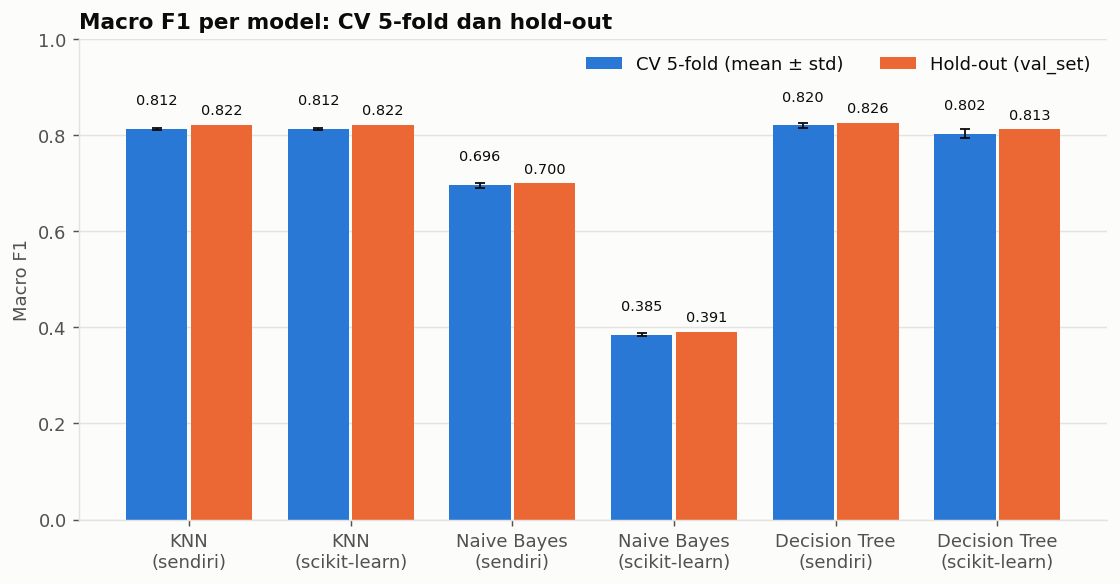 Macro F1 per model: CV 5-fold dan hold-out
CV 5-fold (mean ± std)
Hold-out (val_set)
Macro F1
1.0
0.8
0.6
0.4
0.2
0.0
0.812
0.822
0.812
0.822
0.696
0.700
0.385
0.391
0.820
0.826
0.802
0.813
KNN
(sendiri)
KNN
(scikit-learn)
Naive Bayes
(sendiri)
Naive Bayes
(scikit-learn)
Decision Tree
(sendiri)
Decision Tree
(scikit-learn)